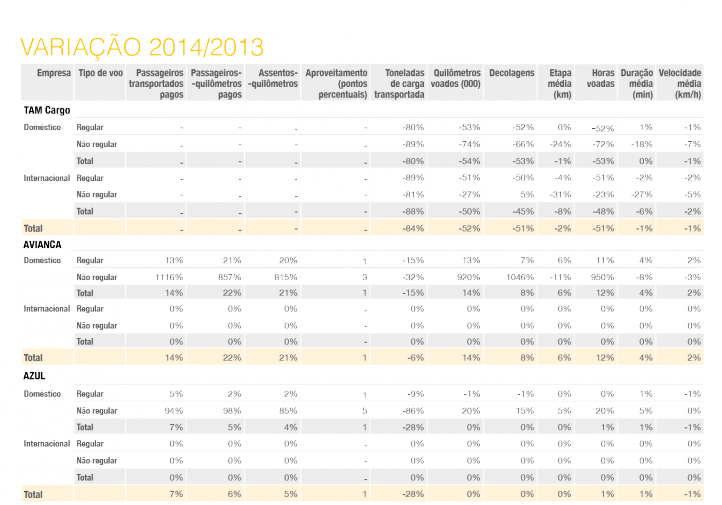 VARIAÇÃO 2014/2013
Empresa Tipo de voo Passageiros transportados pagos Passageiros-quilômetros pagos Assentos-quilômetros Aproveitamento (pontos percentuais) Toneladas de carga transportada Quilômetros voados (000) Decolagens Etapa média (km) Horas voadas Duração média (min) Velocidade média (km/h)
TAM Cargo
Doméstico Regular - - - - -80% -53% -52% 0% -52% 1% -1%
Não regular - - - - -89% -74% -66% -24% -72% -18% -7%
Total - - - - -80% -54% -53% -1% -53% 0% -1%
Internacional Regular - - - - -89% -51% -50% -4% -51% -2% -2%
Não regular - - - - -81% -27% 5% -31% -23% -27% -5%
Total - - - - -88% -50% -45% -8% -48% -6% -2%
Total - - - - -84% -52% -51% -2% -51% -1% -1%
AVIANCA
Doméstico Regular 13% 21% 20% 1 -15% 13% 7% 6% 11% 4% 2%
Não regular 1116% 857% 815% 3 -32% 920% 1046% -11% 950% -8% -3%
Total 14% 22% 21% 1 -15% 14% 8% 6% 12% 4% 2%
Internacional Regular 0% 0% 0% - 0% 0% 0% 0% 0% 0% 0%
Não regular 0% 0% 0% - 0% 0% 0% 0% 0% 0% 0%
Total 0% 0% 0% - 0% 0% 0% 0% 0% 0% 0%
Total 14% 22% 21% 1 -6% 14% 8% 6% 12% 4% 2%
AZUL
Doméstico Regular 5% 2% 2% 1 -9% -1% -1% 0% 0% 1% -1%
Não regular 94% 98% 85% 5 -86% 20% 15% 5% 20% 5% 0%
Total 7% 5% 4% 1 -28% 0% 0% 0% 1% 1% -1%
Internacional Regular 0% 0% 0% - 0% 0% 0% 0% 0% 0% 0%
Não regular 0% 0% 0% - 0% 0% 0% 0% 0% 0% 0%
Total 0% 0% 0% - 0% 0% 0% 0% 0% 0% 0%
Total 7% 6% 5% 1 -28% 0% 0% 0% 1% 1% -1%